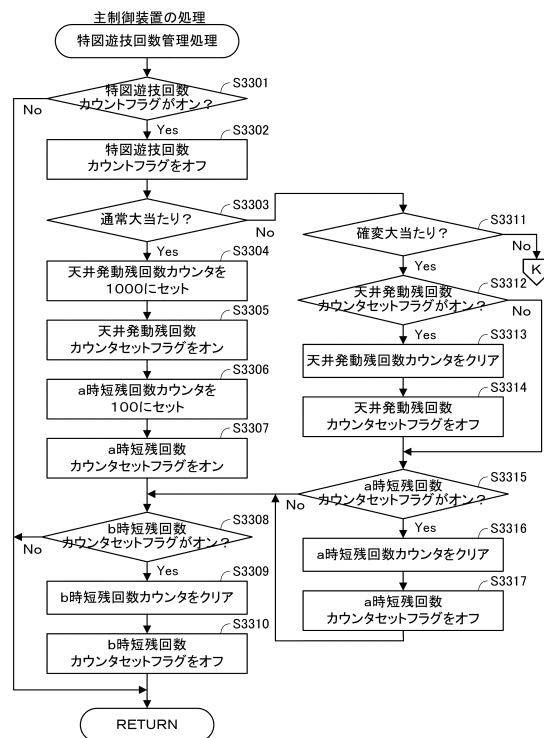 主制御装置の処理
特図遊技回数管理処理
S3301
特図遊技回数
カウントフラグがオン？
No
Yes
S3302
特図遊技回数
カウントフラグをオフ
S3303
通常大当たり？
No
Yes
S3304
天井発動残回数カウンタを
1000にセット
S3305
天井発動残回数
カウンタセットフラグをオン
S3306
a時短残回数カウンタを
100にセット
S3307
a時短残回数
カウンタセットフラグをオン
S3308
b時短残回数
カウンタセットフラグがオン？
No
Yes
S3309
b時短残回数カウンタをクリア
S3310
b時短残回数
カウンタセットフラグをオフ
RETURN
S3311
確変大当たり？
No
K
Yes
S3312
天井発動残回数
カウンタセットフラグがオン？
No
Yes
S3313
天井発動残回数カウンタをクリア
S3314
天井発動残回数
カウンタセットフラグをオフ
S3315
a時短残回数
カウンタセットフラグがオン？
No
Yes
S3316
a時短残回数カウンタをクリア
S3317
a時短残回数
カウンタセットフラグをオフ